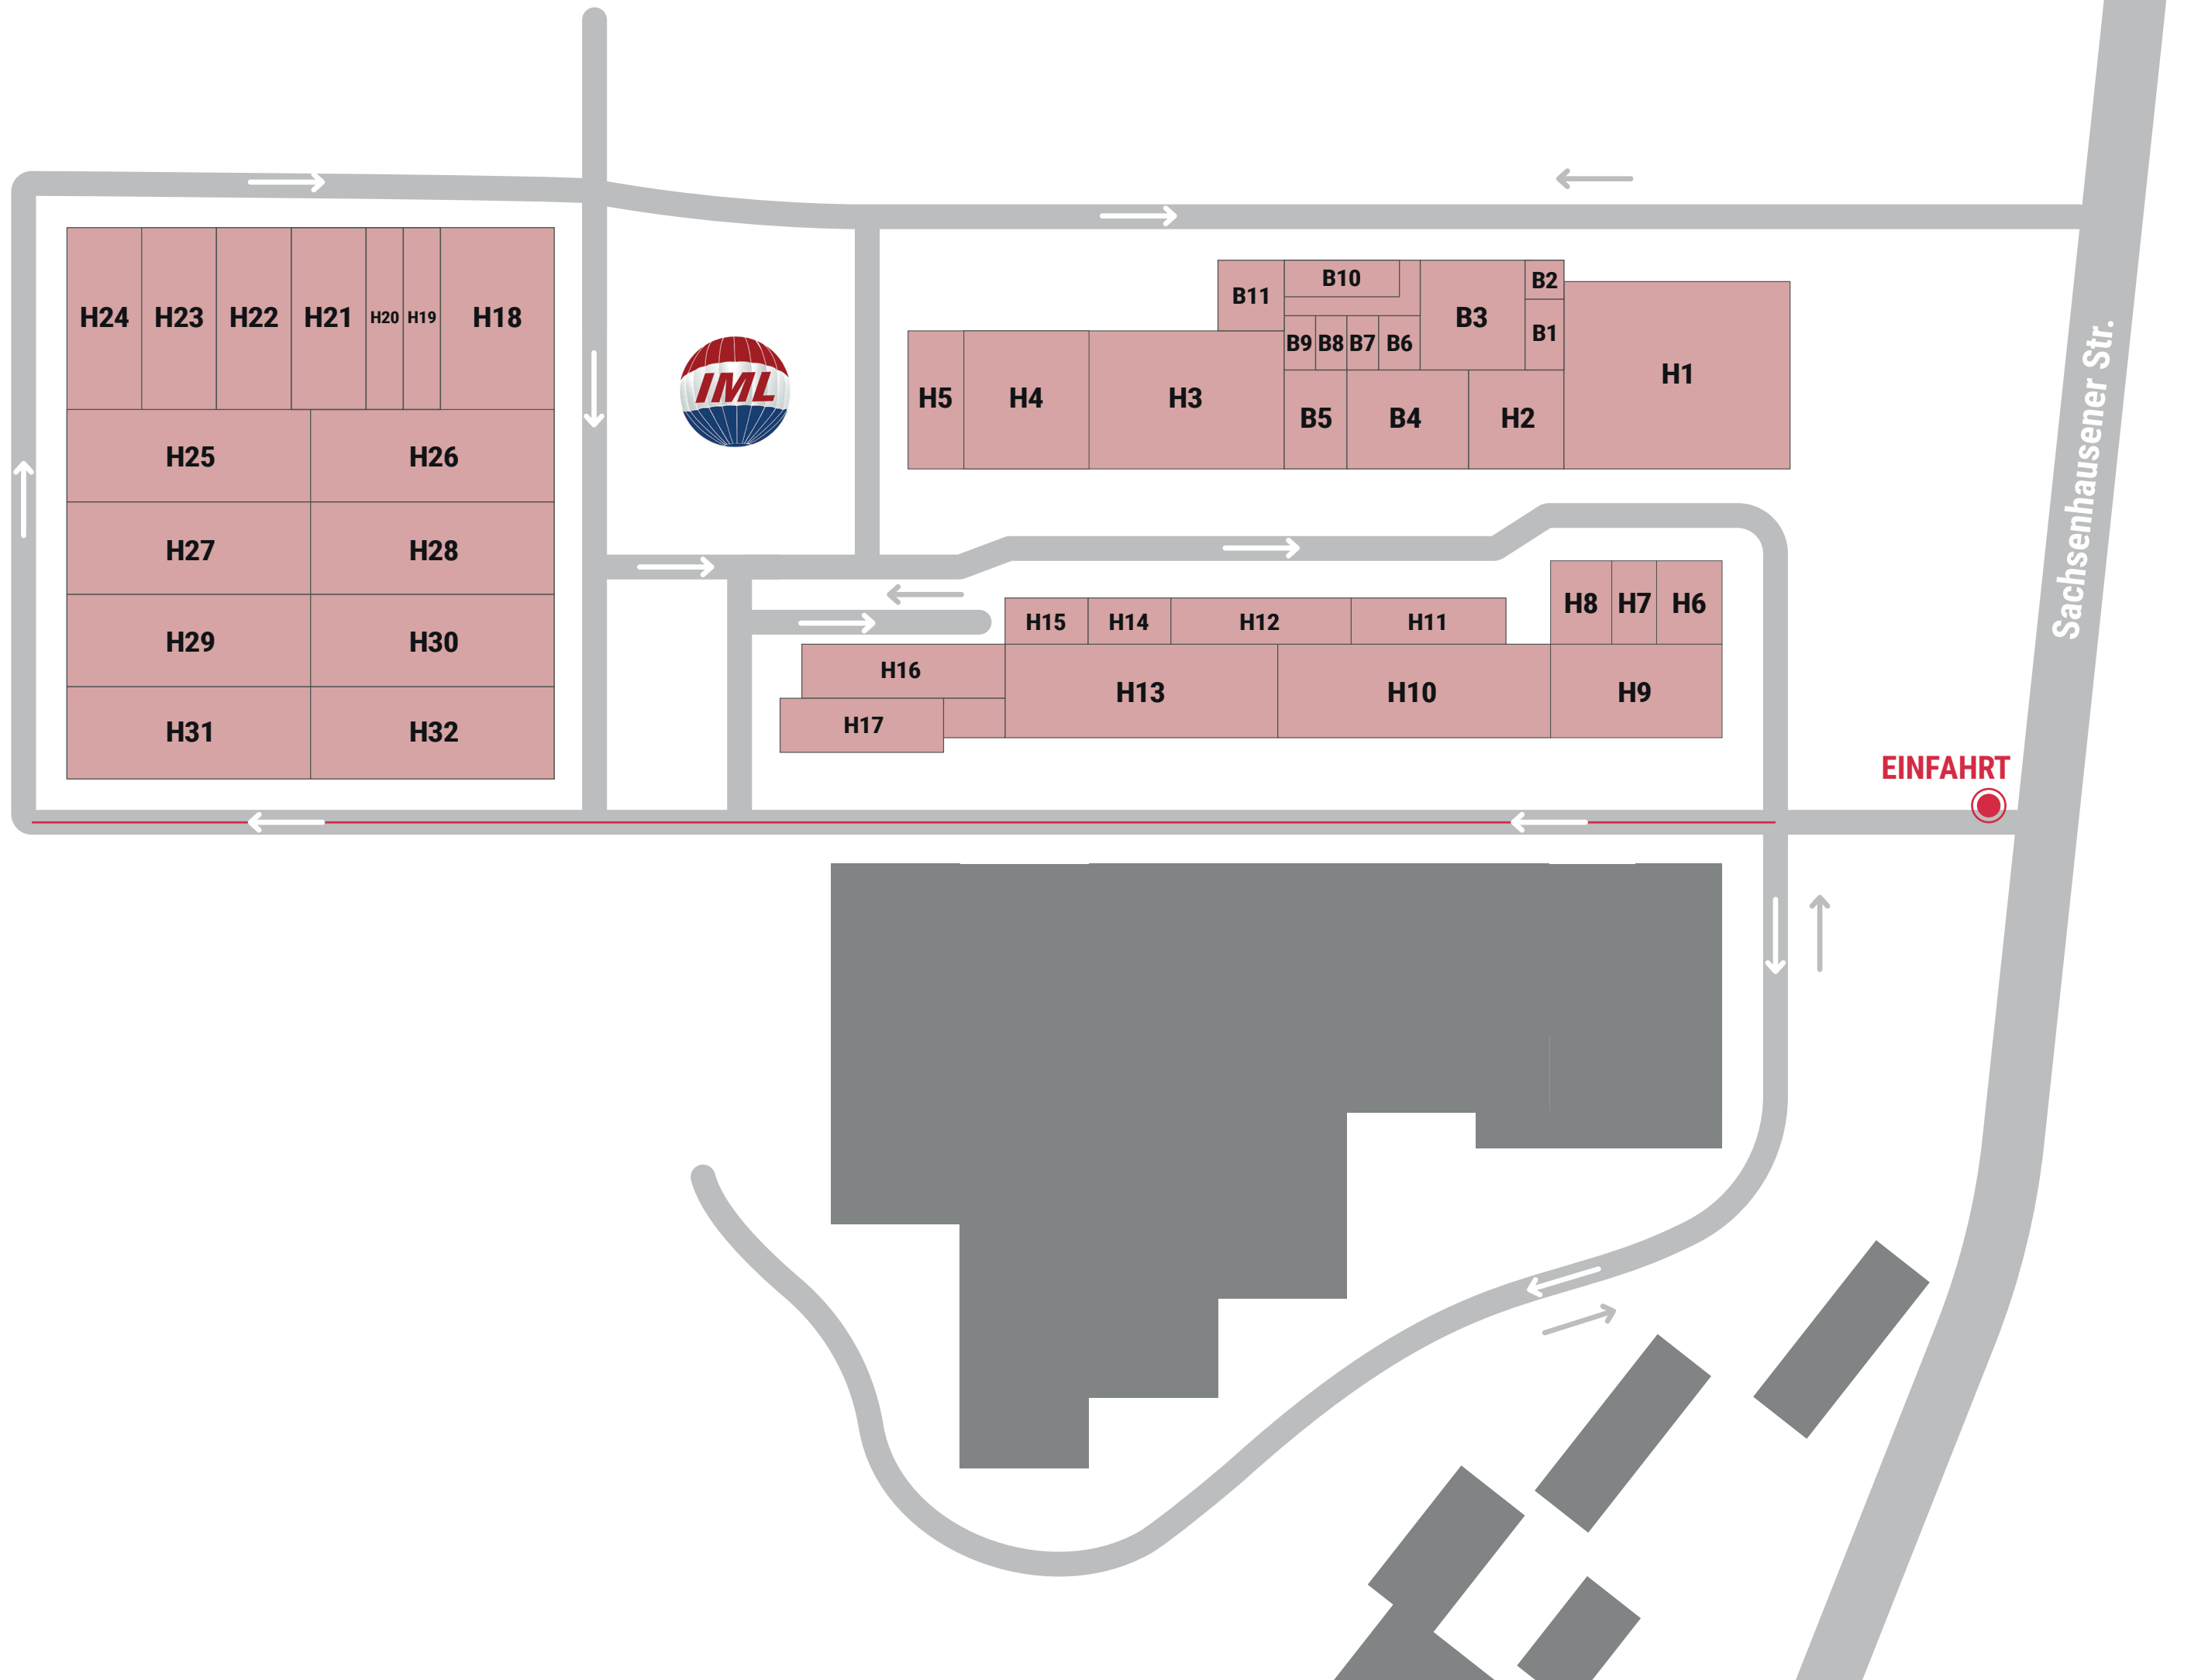 H24 H23 H22 H21 H20 H19 H18
H25 H26
H27 H28
H29 H30
H31 H32
IML
B11 B10 B3 B2
B9 B8 B7 B6 B1
H5 H4 H3 B5 B4 H2 H1
H15 H14 H12 H11 H8 H7 H6
H16
H17 H13 H10 H9
Sachsenhausener Str.
EINFAHRT